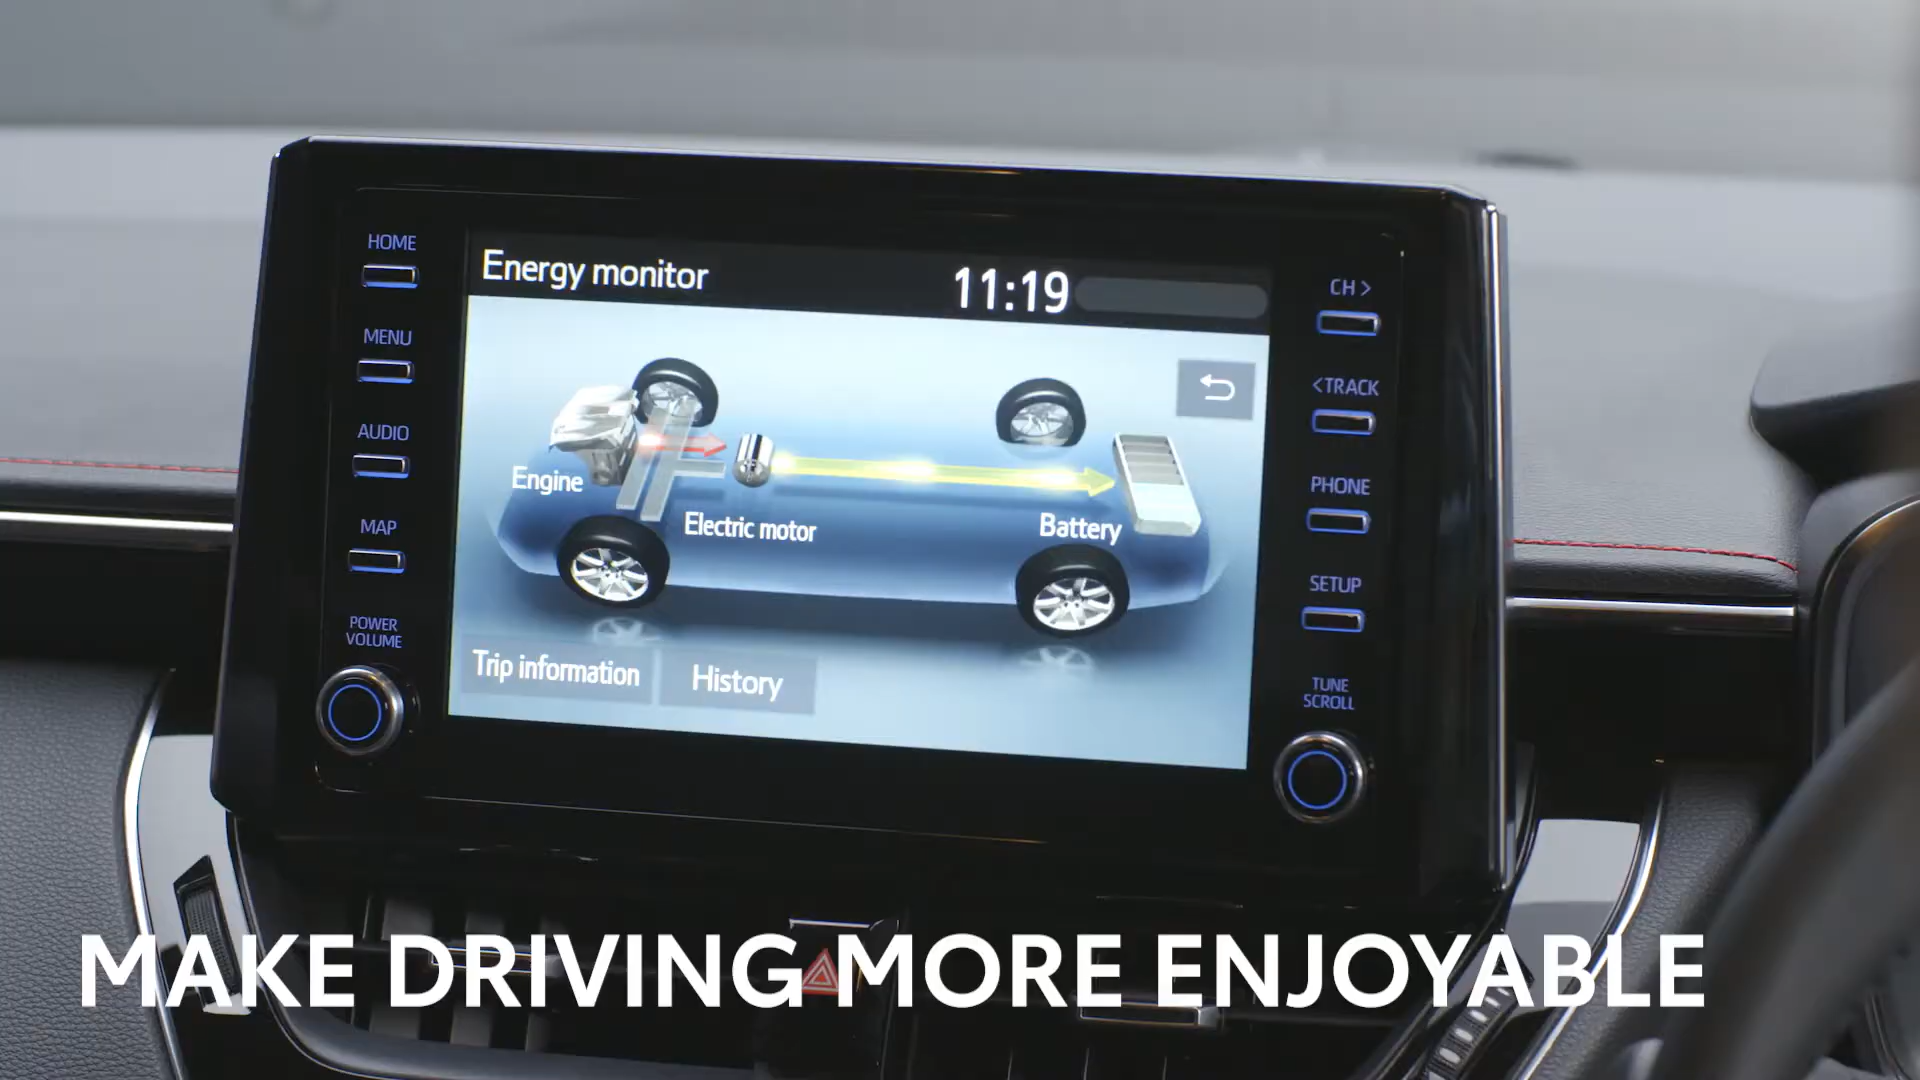 HOME
MENU
AUDIO
MAP
POWER
VOLUME
Energy monitor
11:19
Engine
Electric motor
Battery
Trip information
History
CH >
<TRACK
PHONE
SETUP
TUNE
SCROLL
MAKE DRIVING MORE ENJOYABLE